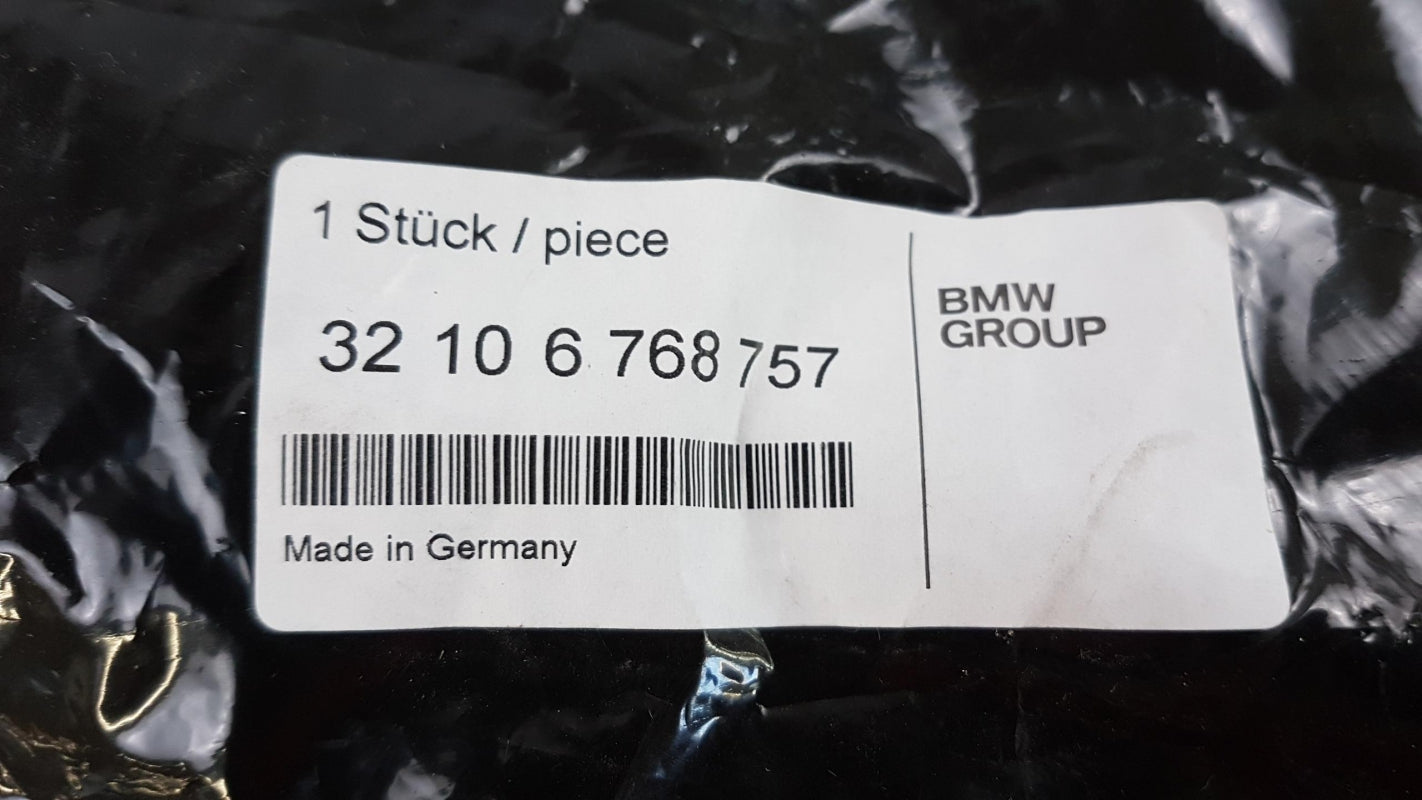 1 Stück / piece
32 10 6 768 757
Made in Germany
BMW
GROUP